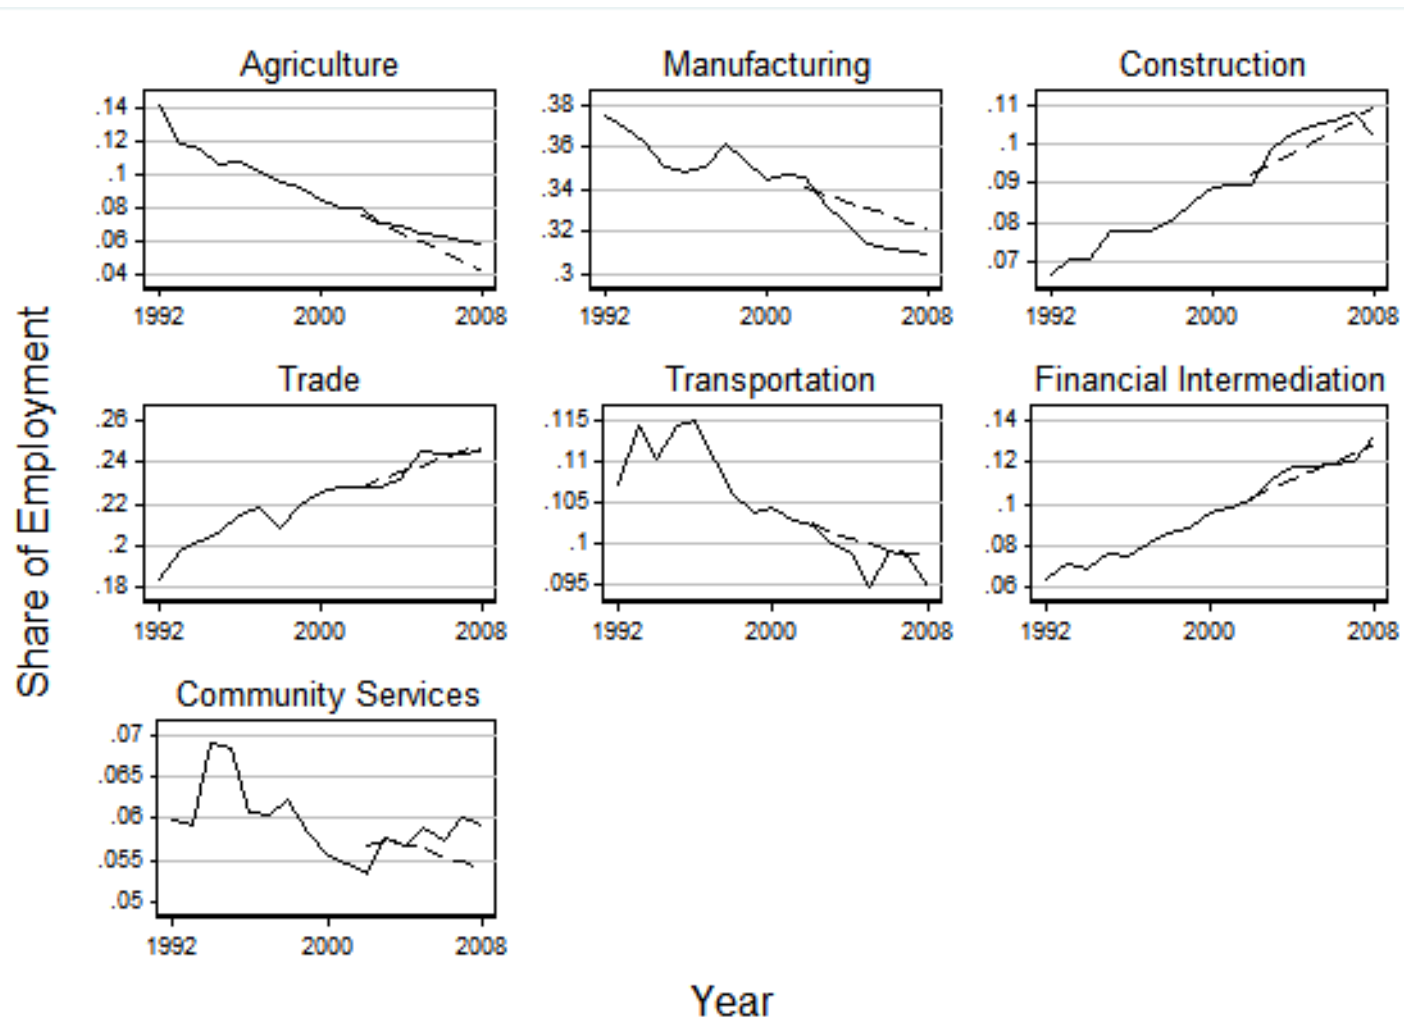 Agriculture
.14
.12
.1
.08
.06
.04
1992 2000 2008
Manufacturing
.38
.36
.34
.32
.3
1992 2000 2008
Construction
.11
.1
.09
.08
.07
1992 2000 2008
Share of Employment
Trade
.26
.24
.22
.2
.18
1992 2000 2008
Transportation
.115
.11
.105
.1
.095
1992 2000 2008
Financial Intermediation
.14
.12
.1
.08
.06
1992 2000 2008
Community Services
.07
.065
.06
.055
.05
1992 2000 2008
Year